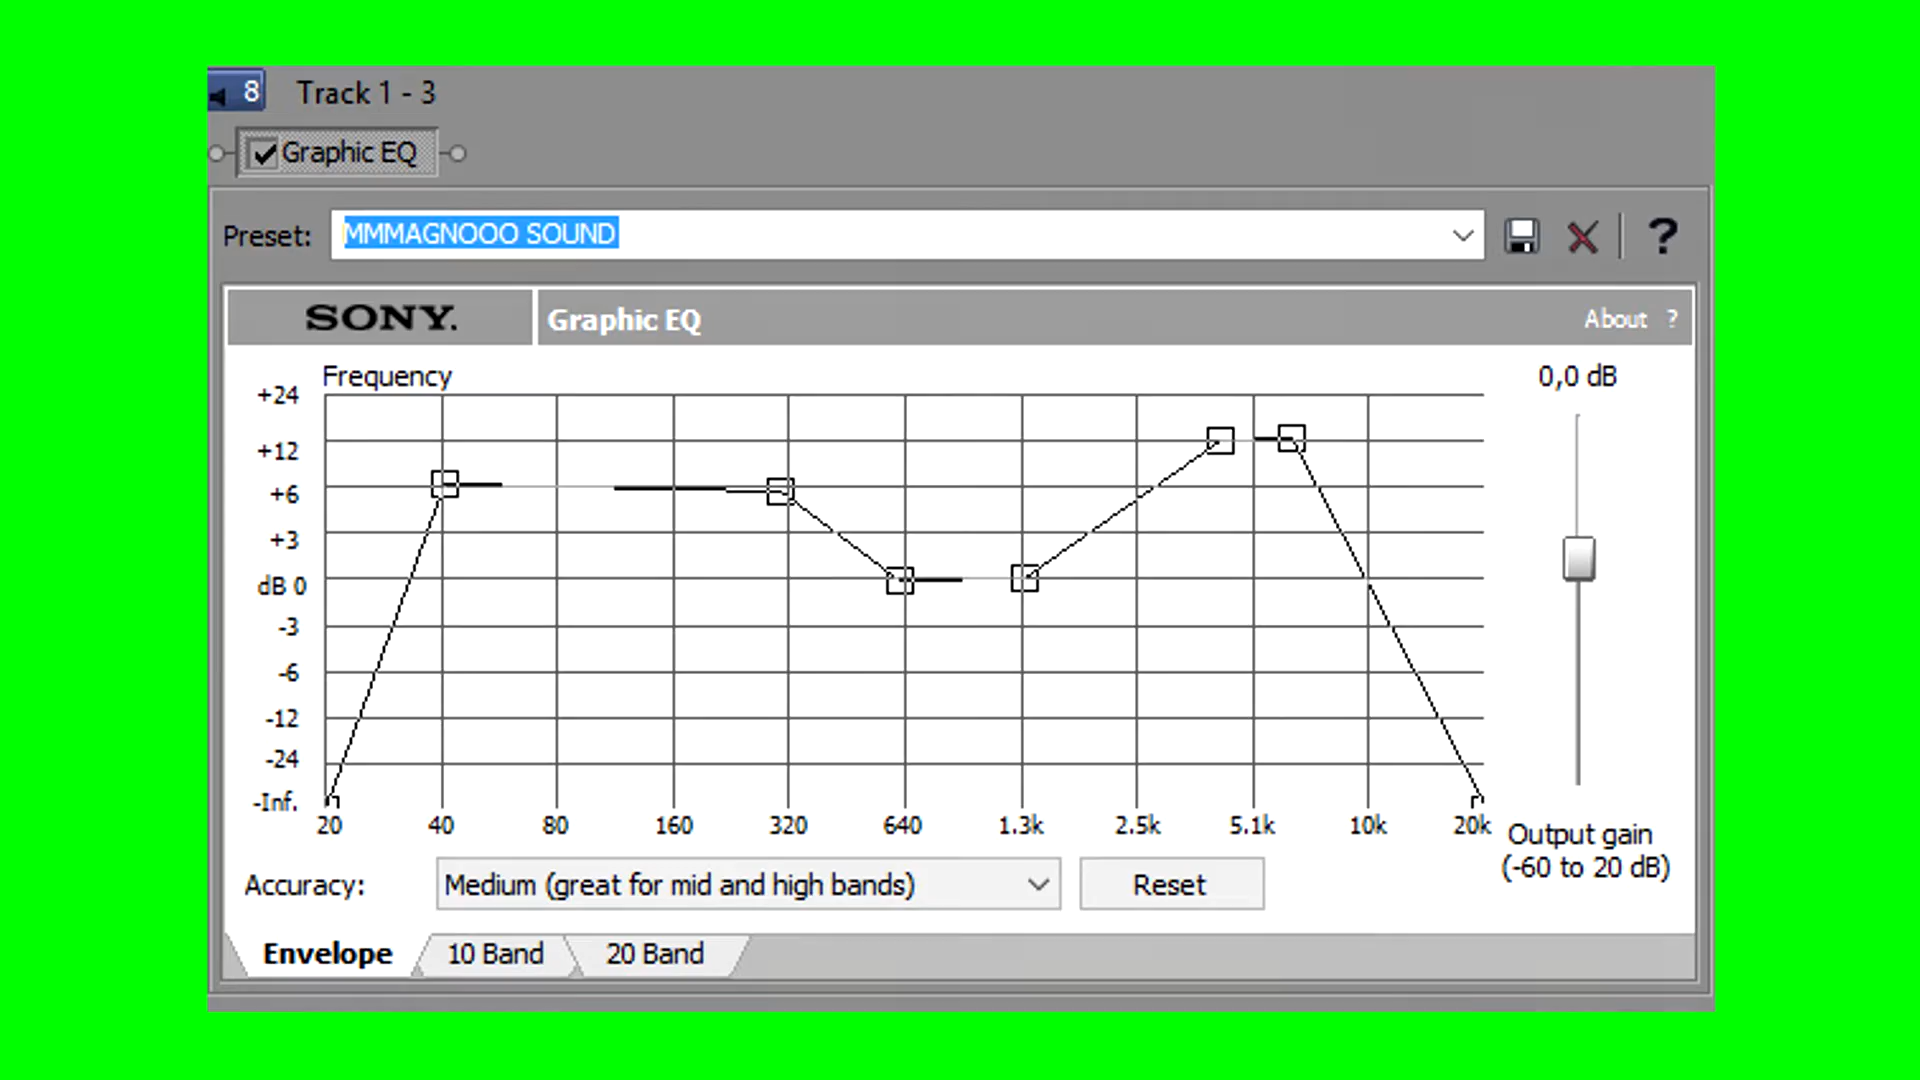 8 Track 1 - 3
Graphic EQ
Preset: MMMAGNOOO SOUND ?
SONY. Graphic EQ About ?
Frequency 0,0 dB
+24
+12
+6
+3
dB 0
-3
-6
-12
-24
-Inf.
20 40 80 160 320 640 1.3k 2.5k 5.1k 10k 20k
Output gain
(-60 to 20 dB)
Accuracy: Medium (great for mid and high bands) Reset
Envelope 10 Band 20 Band